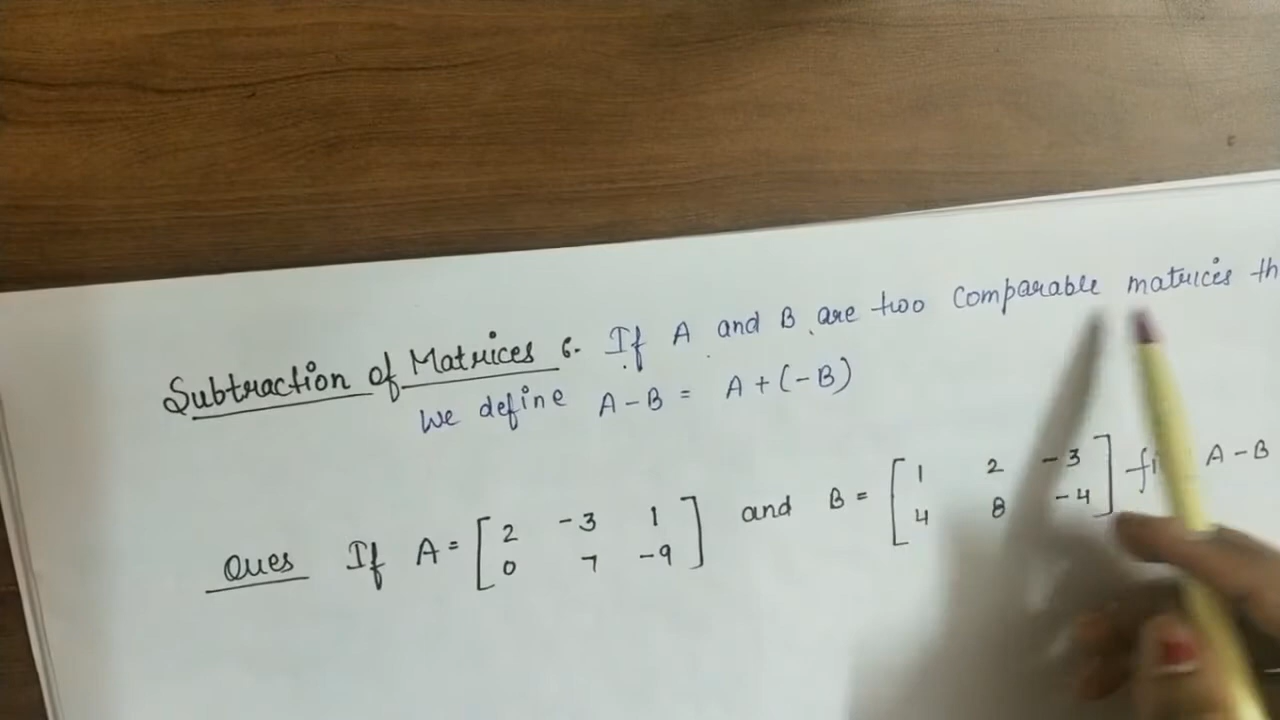 Subtraction of Matrices :- If A and B are two comparable matrices
We define A - B = A + (-B)
Ques If A = [2 -3 1 and B = [1 2 -3 A - B
0 7 -9] 4 8 -4]